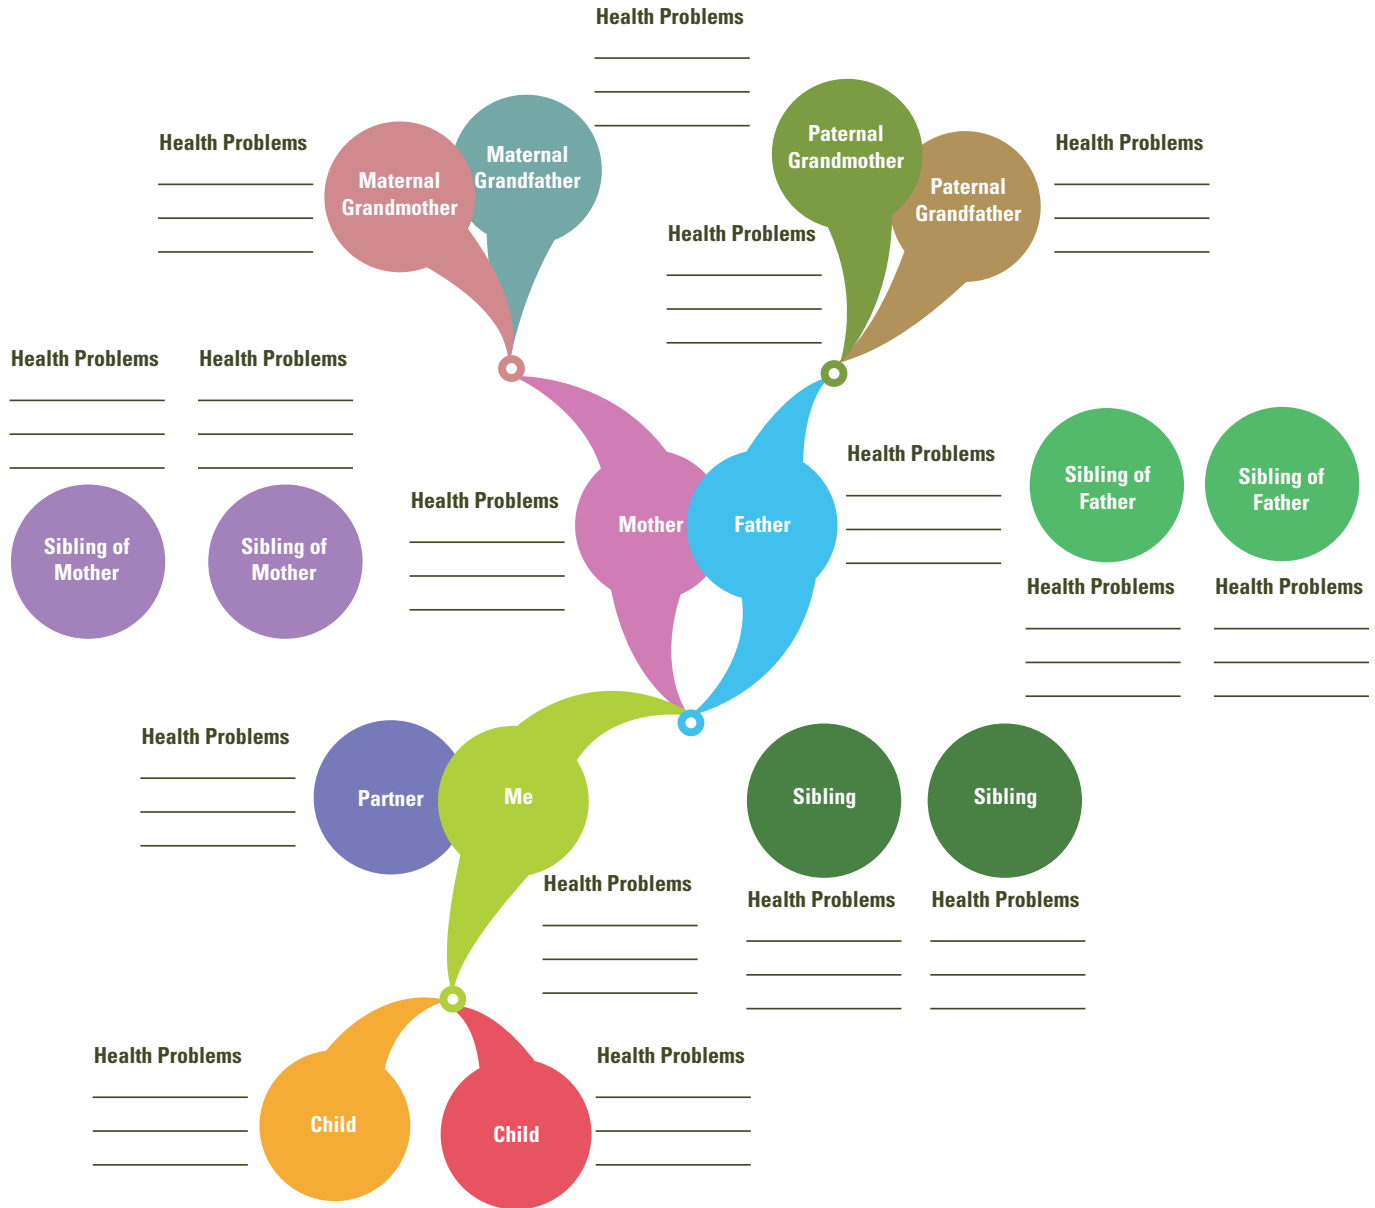 Health Problems
Health Problems
Maternal
Grandmother
Maternal
Grandfather
Paternal
Grandmother
Paternal
Grandfather
Health Problems
Health Problems
Health Problems
Health Problems
Sibling of
Mother
Sibling of
Mother
Health Problems
Mother
Father
Health Problems
Sibling of
Father
Sibling of
Father
Health Problems
Health Problems
Health Problems
Partner
Me
Sibling
Sibling
Health Problems
Health Problems
Health Problems
Health Problems
Child
Child
Health Problems